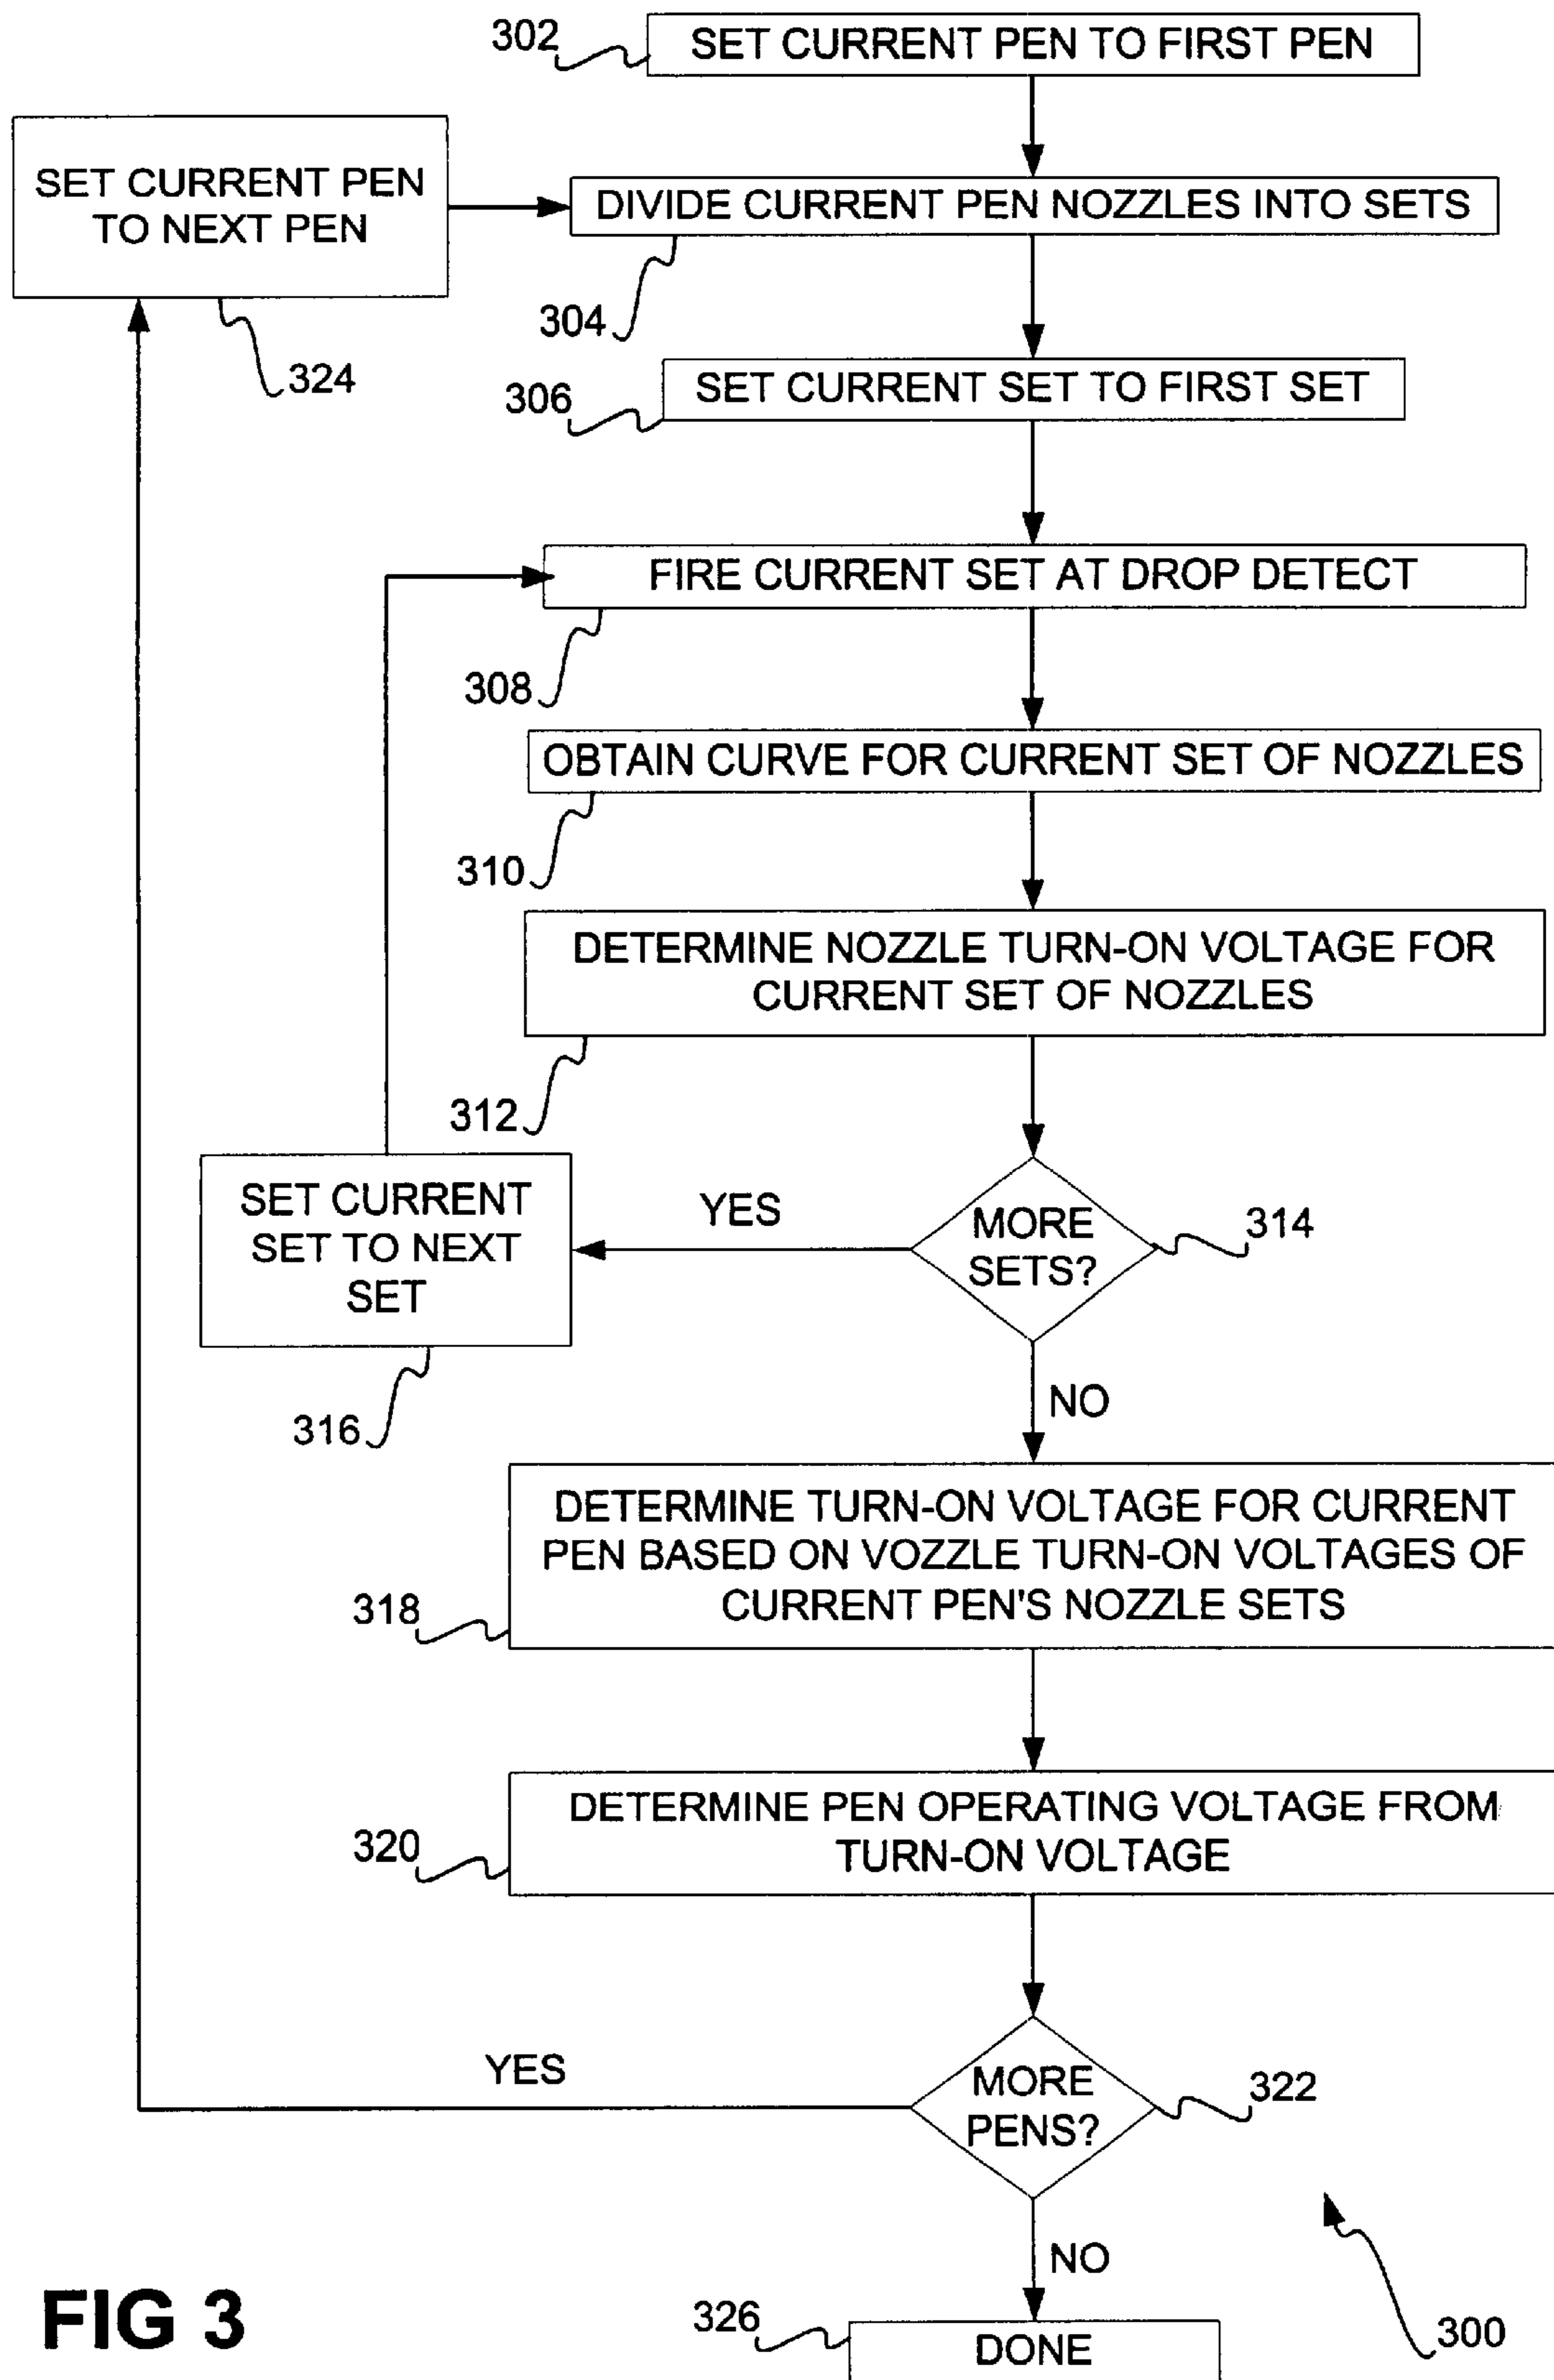 302
SET CURRENT PEN TO FIRST PEN
SET CURRENT PEN
TO NEXT PEN
324
DIVIDE CURRENT PEN NOZZLES INTO SETS
304
306
SET CURRENT SET TO FIRST SET
FIRE CURRENT SET AT DROP DETECT
308
OBTAIN CURVE FOR CURRENT SET OF NOZZLES
310
DETERMINE NOZZLE TURN-ON VOLTAGE FOR
CURRENT SET OF NOZZLES
312
SET CURRENT
SET TO NEXT
SET
316
YES
MORE
SETS?
314
NO
DETERMINE TURN-ON VOLTAGE FOR CURRENT
PEN BASED ON VOZZLE TURN-ON VOLTAGES OF
CURRENT PEN'S NOZZLE SETS
318
DETERMINE PEN OPERATING VOLTAGE FROM
TURN-ON VOLTAGE
320
YES
MORE
PENS?
322
NO
326
DONE
300
FIG 3